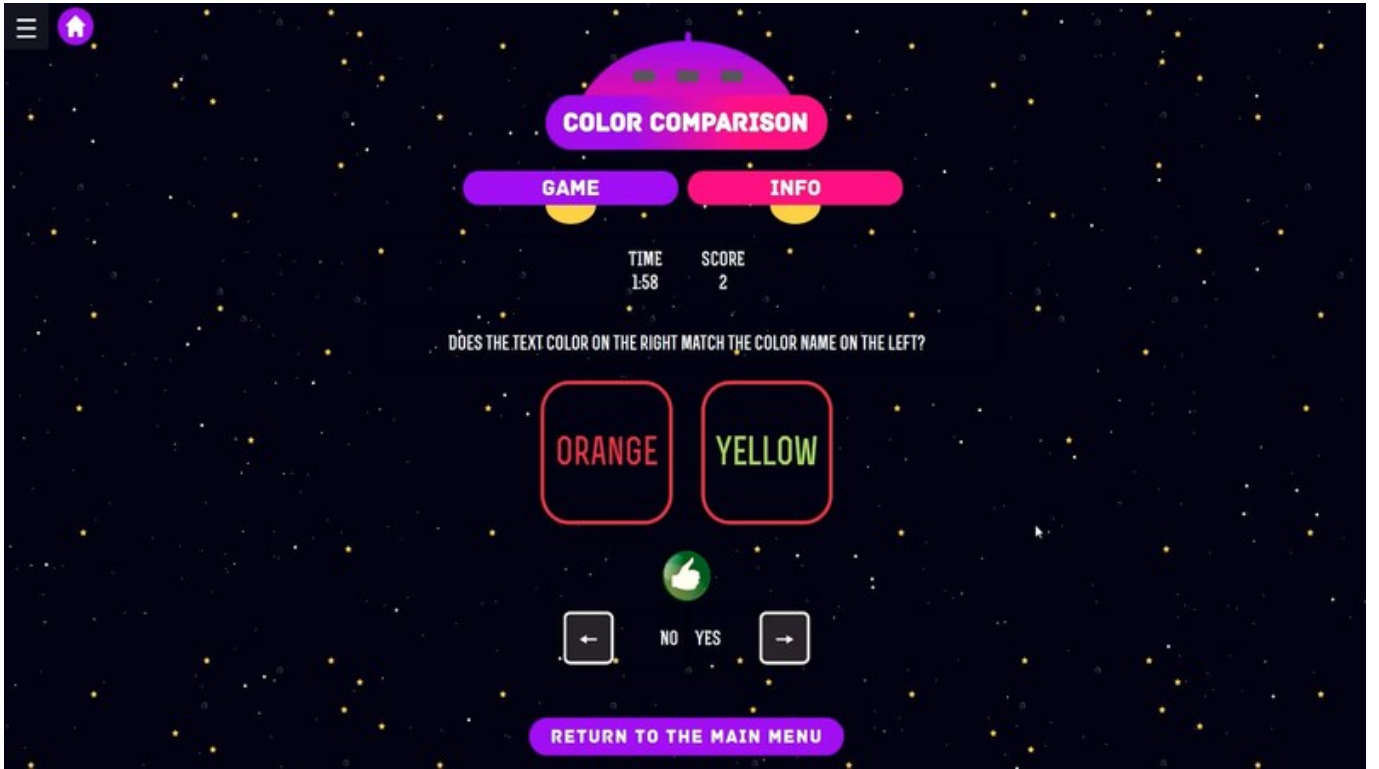 COLOR COMPARISON
GAME INFO
TIME SCORE
1:58 2
DOES THE TEXT COLOR ON THE RIGHT MATCH THE COLOR NAME ON THE LEFT?
ORANGE YELLOW
← NO YES →
RETURN TO THE MAIN MENU